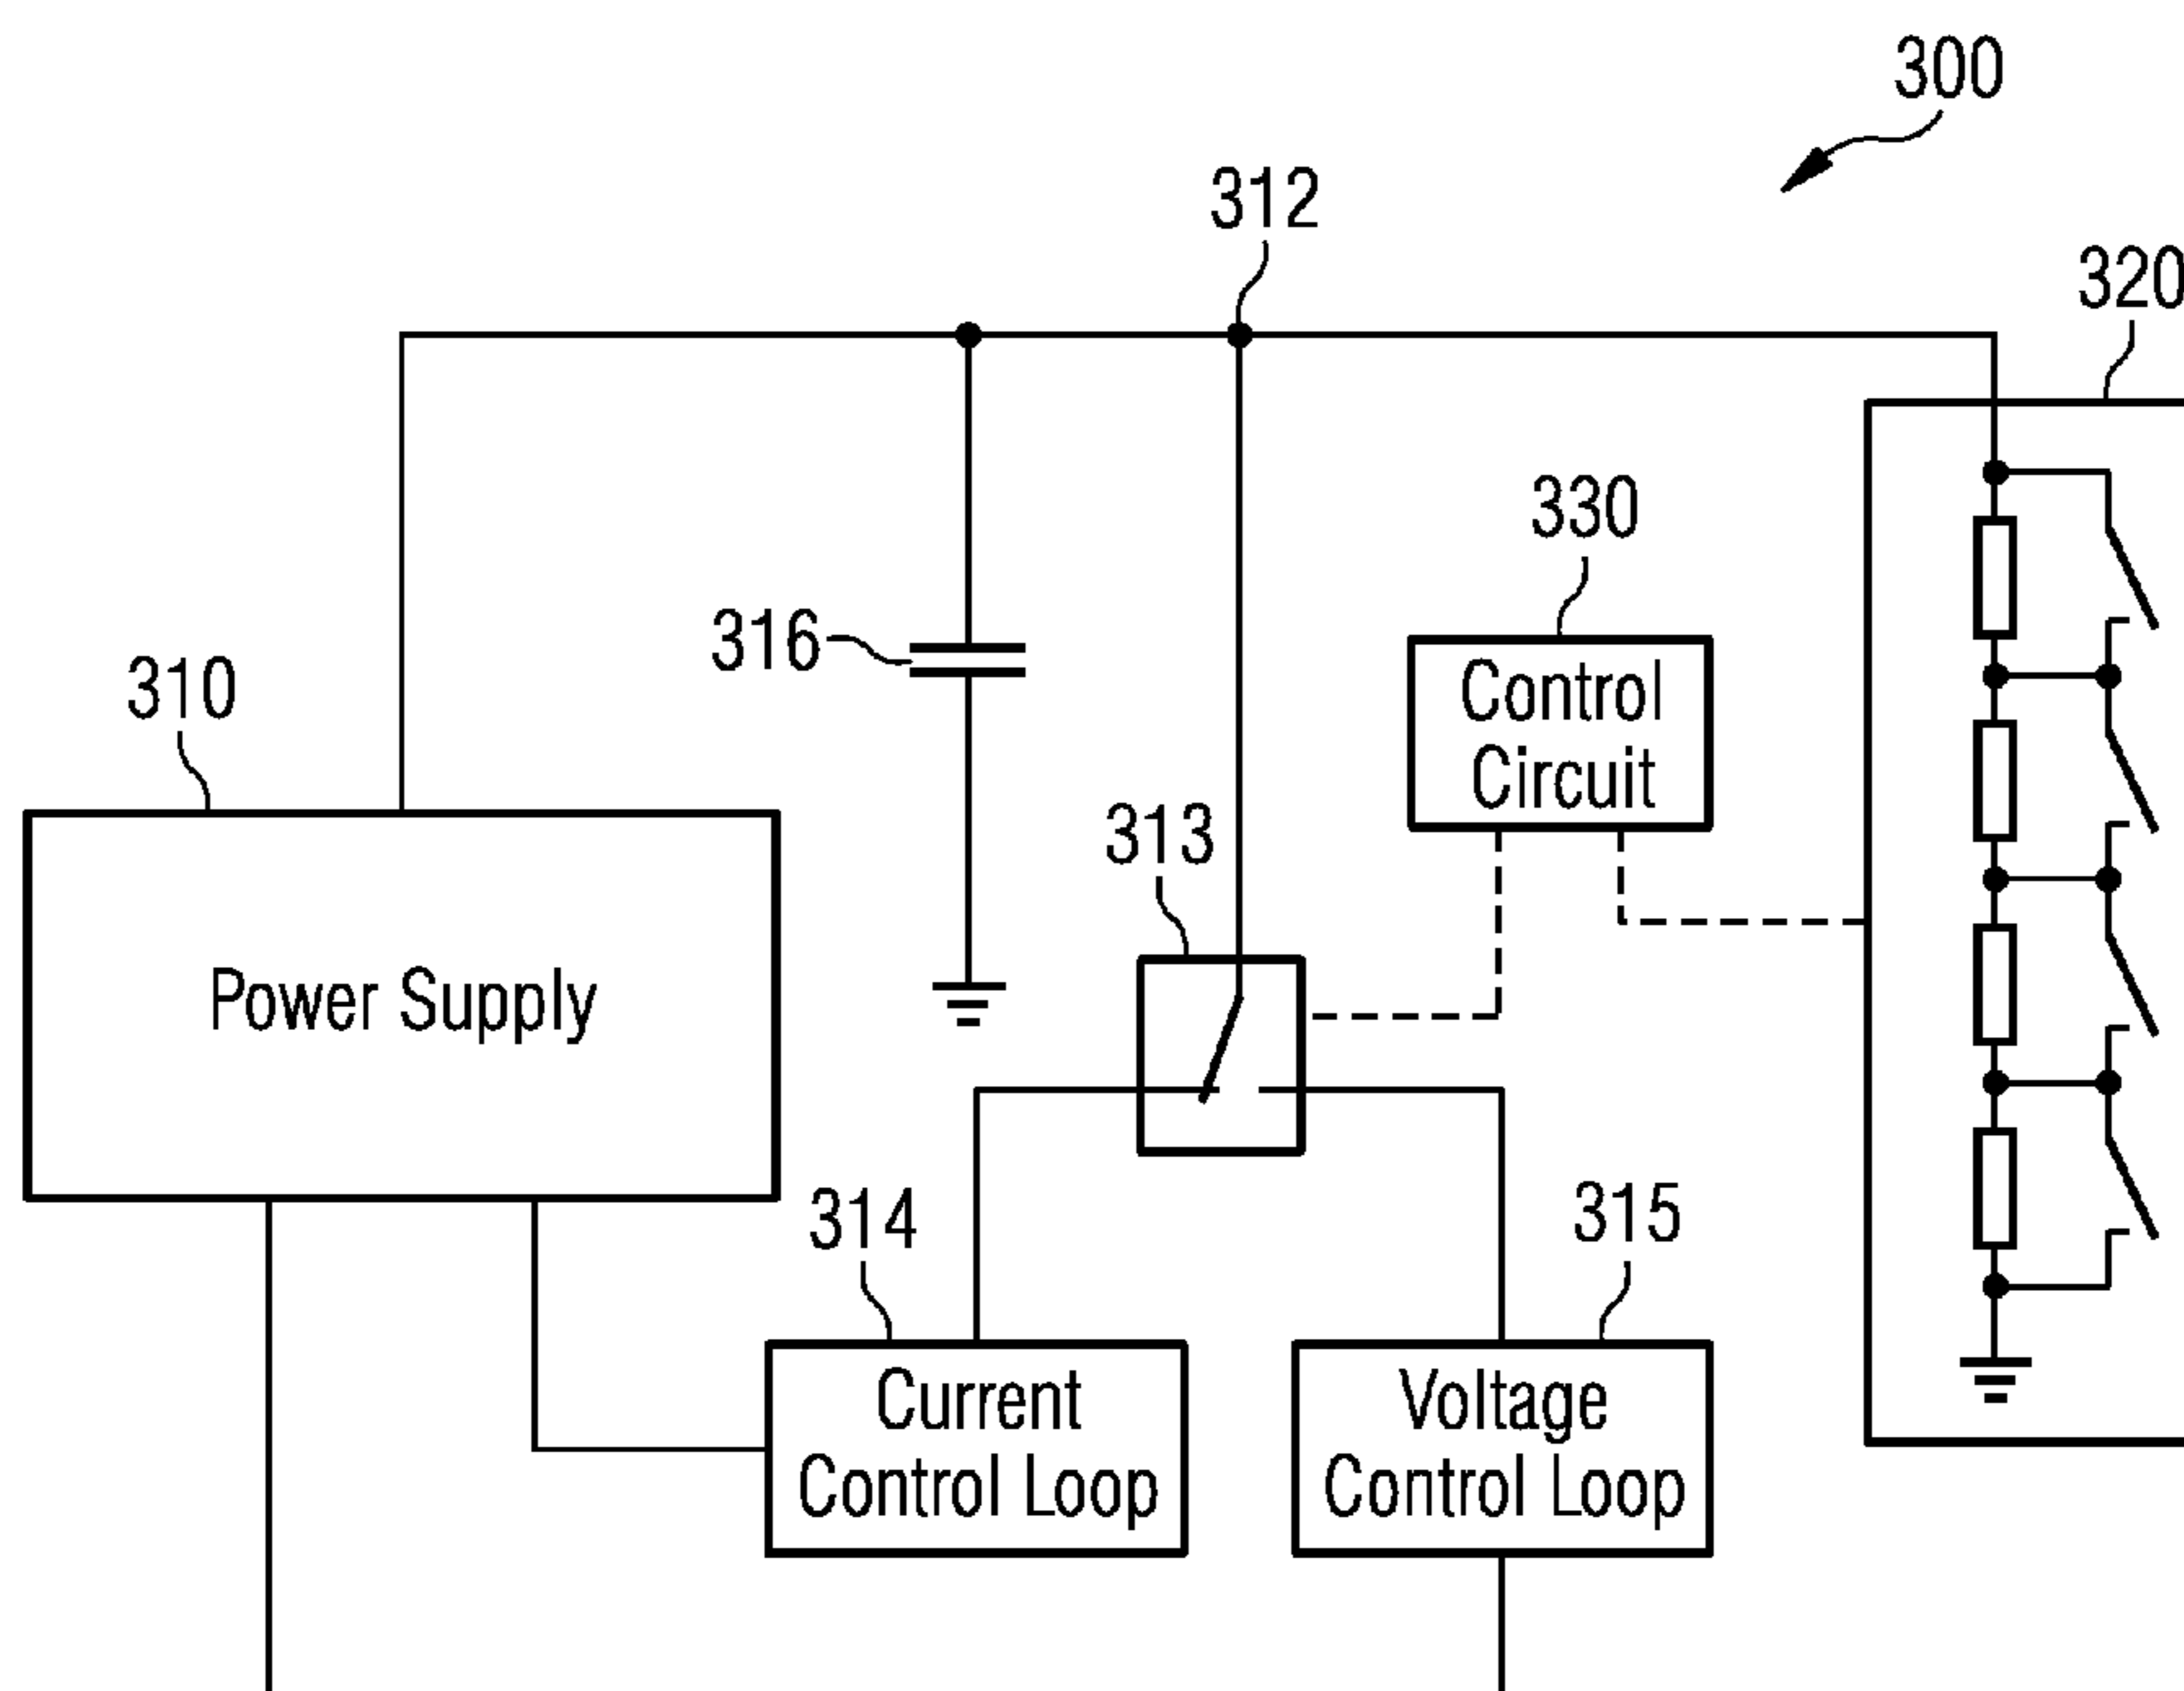 300
312
320
330
316
Control
Circuit
310
313
Power Supply
314
315
Current
Control Loop
Voltage
Control Loop